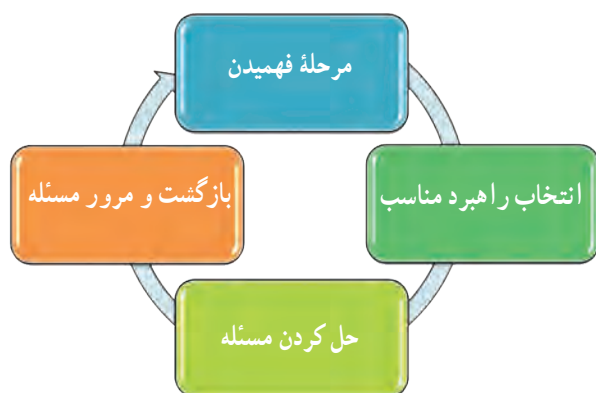 مرحلهٔ فهمیدن
انتخاب راهبرد مناسب
حل کردن مسئله
بازگشت و مرور مسئله